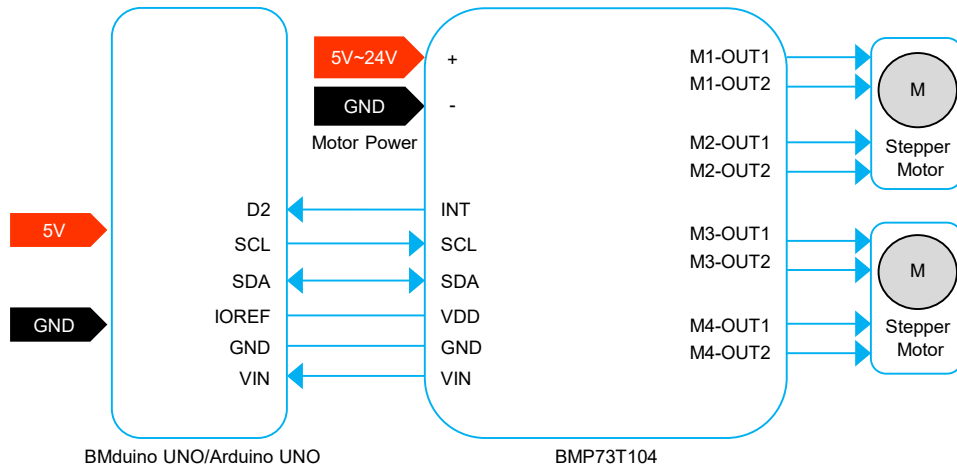 5V
GND
D2
SCL
SDA
IOREF
GND
VIN
BMduino UNO/Arduino UNO
5V~24V
GND
Motor Power
+
-
INT
SCL
SDA
VDD
GND
VIN
M1-OUT1
M1-OUT2
M2-OUT1
M2-OUT2
M3-OUT1
M3-OUT2
M4-OUT1
M4-OUT2
BMP73T104
M
Stepper
Motor
M
Stepper
Motor